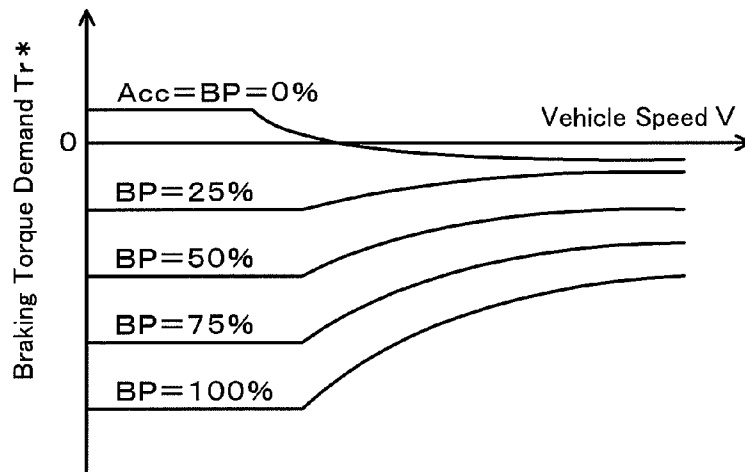 Braking Torque Demand Tr*
Acc=BP=0%
Vehicle Speed V
0
BP=25%
BP=50%
BP=75%
BP=100%